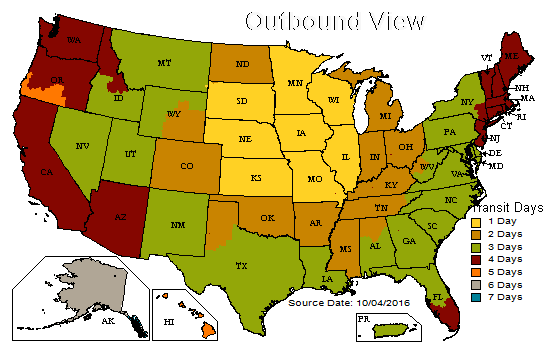 Outbound View
WA
OR
CA
ID
NV
AZ
MT
WY
UT
CO
NM
ND
SD
NE
KS
OK
TX
MN
IA
MO
AR
LA
WI
IL
MI
IN
OH
KY
TN
MS
AL
GA
FL
SC
NC
VA
WV
PA
NY
VT
ME
NH
MA
RI
CT
NJ
DE
MD
AK
HI
PR
Transit Days
1 Day
2 Days
3 Days
4 Days
5 Days
6 Days
7 Days
Source Date: 10/04/2016